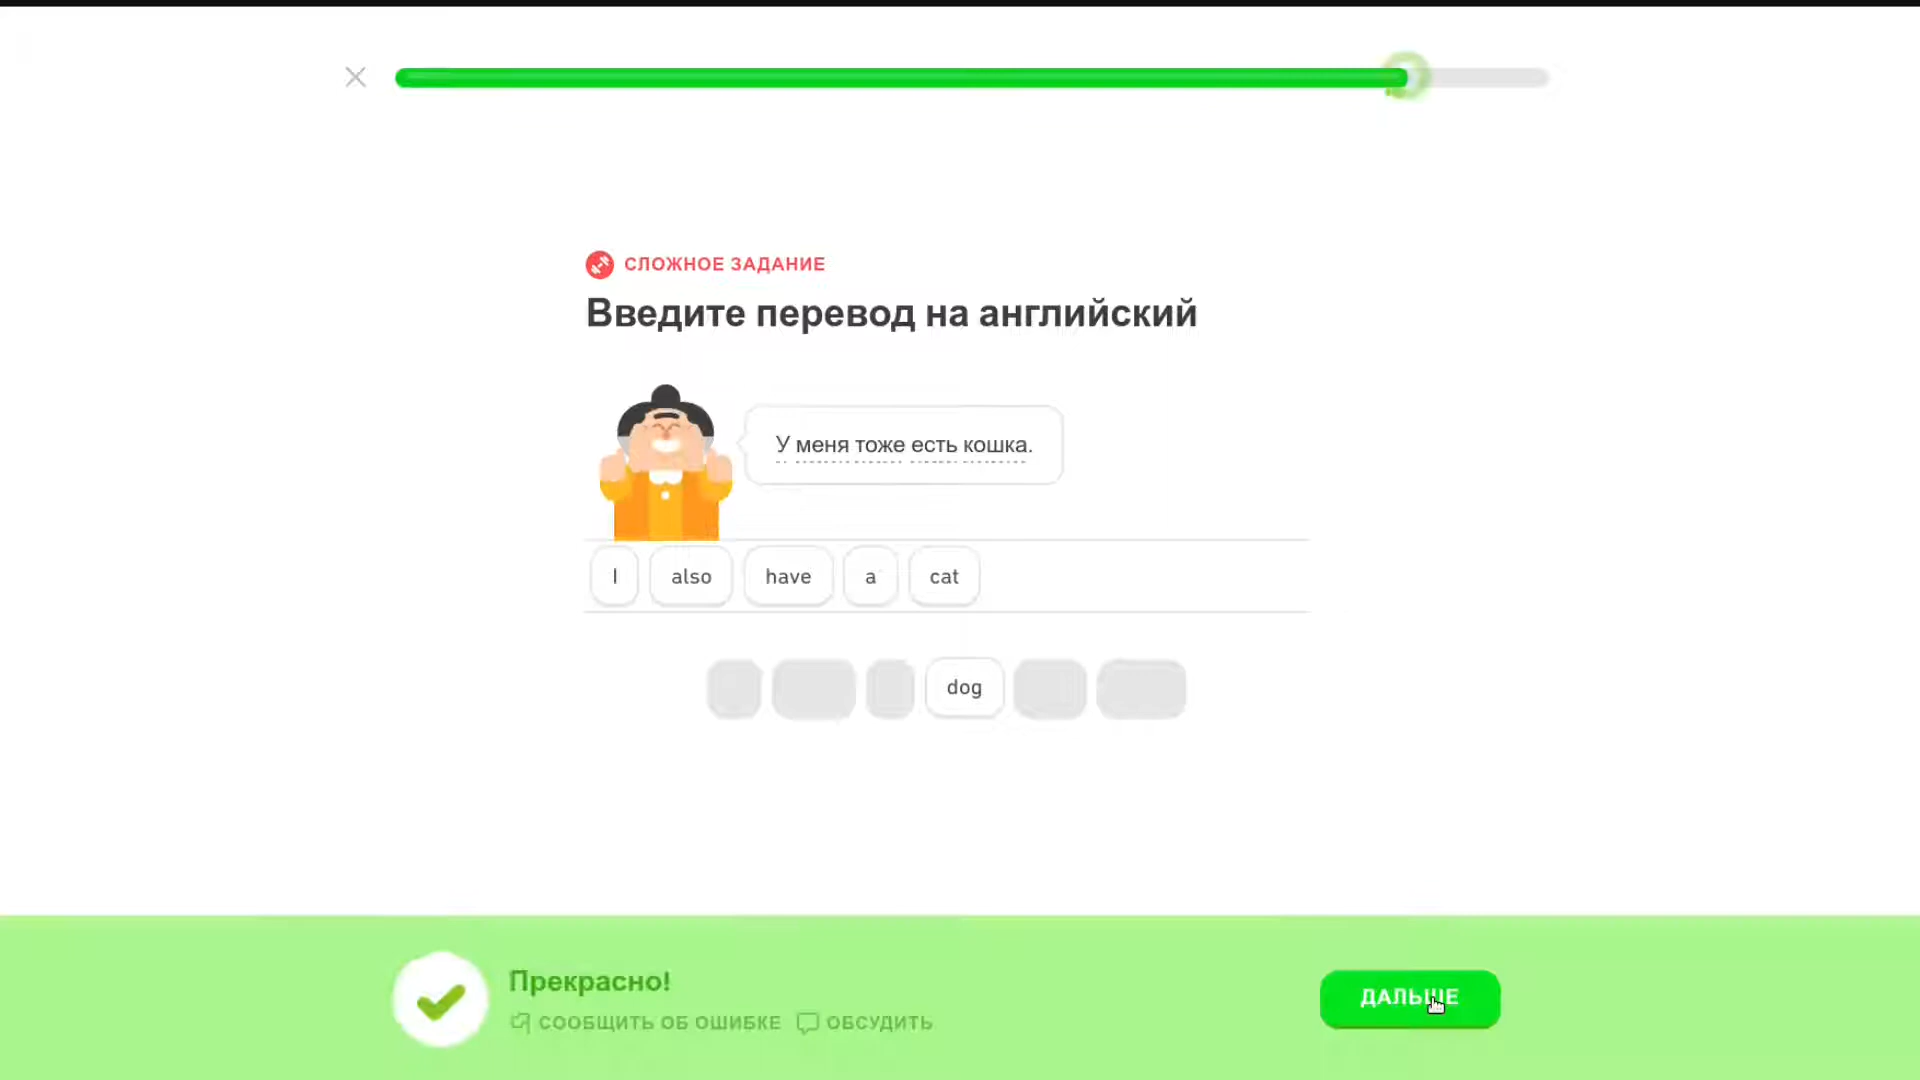 СЛОЖНОЕ ЗАДАНИЕ
Введите перевод на английский
У меня тоже есть кошка.
I also have a cat
dog
Прекрасно!
СООБЩИТЬ ОБ ОШИБКЕ ОБСУДИТЬ
ДАЛЬШЕ